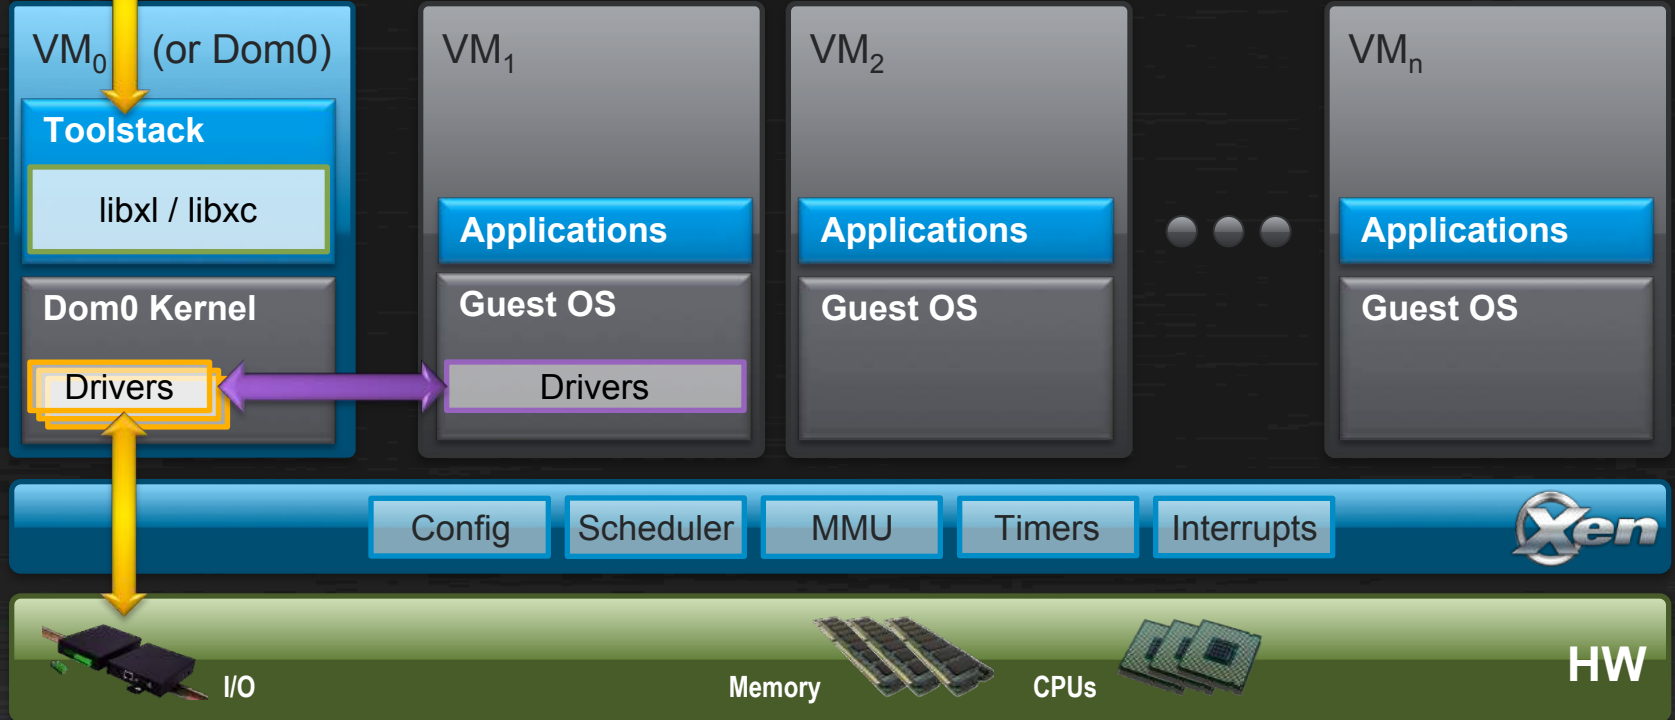 VM0 (or Dom0)
Toolstack
libxl / libxc
Dom0 Kernel
Drivers
VM1
Applications
Guest OS
Drivers
VM2
Applications
Guest OS
VMn
Applications
Guest OS
Config
Scheduler
MMU
Timers
Interrupts
Xen
I/O
Memory
CPUs
HW